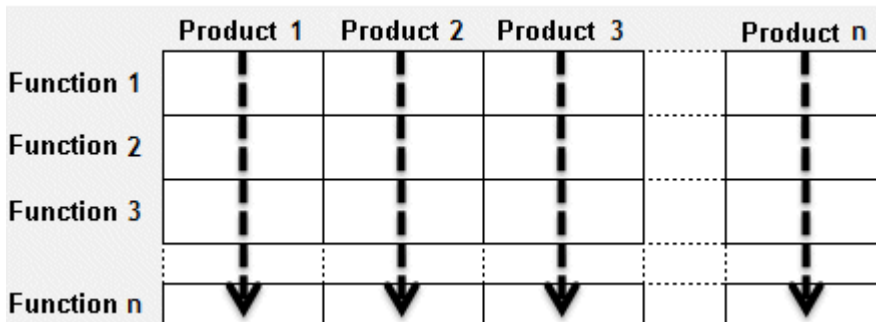 Product 1 Product 2 Product 3 Product n
Function 1
Function 2
Function 3
Function n